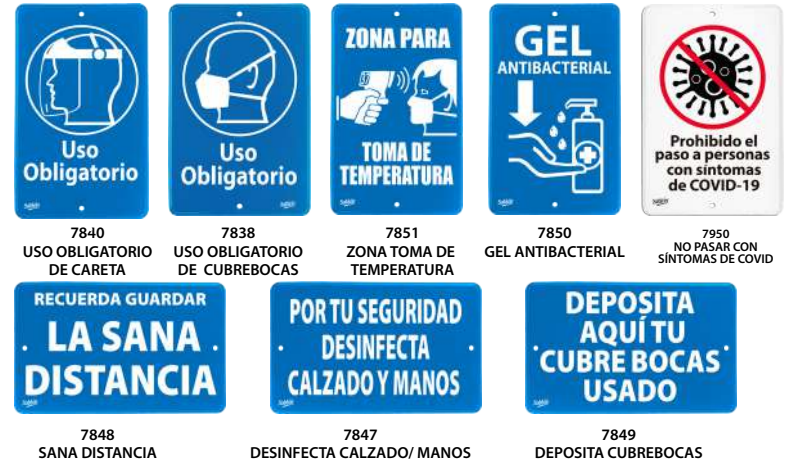 Uso
Obligatorio
7840
USO OBLIGATORIO
DE CARETA
Uso
Obligatorio
7838
USO OBLIGATORIO
DE CUBREBOCAS
ZONA PARA
TOMA DE
TEMPERATURA
7851
ZONA TOMA DE
TEMPERATURA
GEL
ANTIBACTERIAL
7850
GEL ANTIBACTERIAL
Prohibido el
paso a personas
con síntomas
de COVID-19
7950
NO PASAR CON
SÍNTOMAS DE COVID
RECUERDA GUARDAR
LA SANA
DISTANCIA
7848
SANA DISTANCIA
POR TU SEGURIDAD
DESINFECTA
CALZADO Y MANOS
7847
DESINFECTA CALZADO/ MANOS
DEPOSITA
AQUÍ TU
CUBRE BOCAS
USADO
7849
DEPOSITA CUBREBOCAS